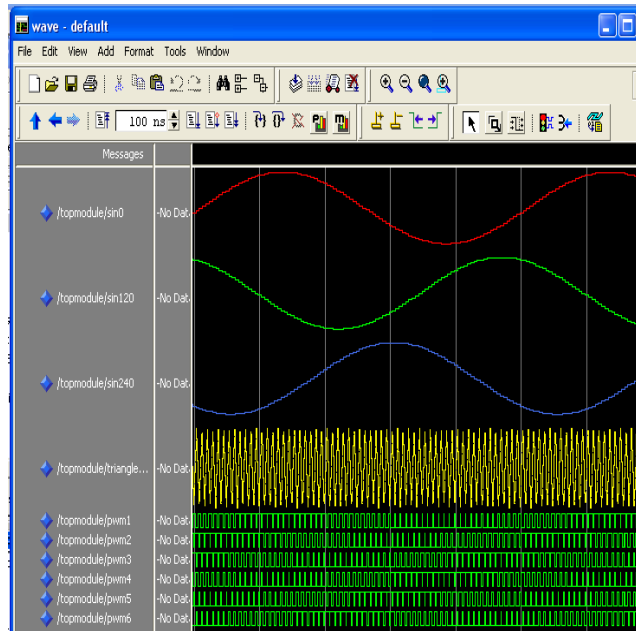 wave - default
File Edit View Add Format Tools Window
100 ns
Messages
/topmodule/sin0 -No Dat
/topmodule/sin120 -No Dat
/topmodule/sin240 -No Dat
/topmodule/triangle... -No Dat
/topmodule/pwm1 -No Dat
/topmodule/pwm2 -No Dat
/topmodule/pwm3 -No Dat
/topmodule/pwm4 -No Dat
/topmodule/pwm5 -No Dat
/topmodule/pwm6 -No Dat